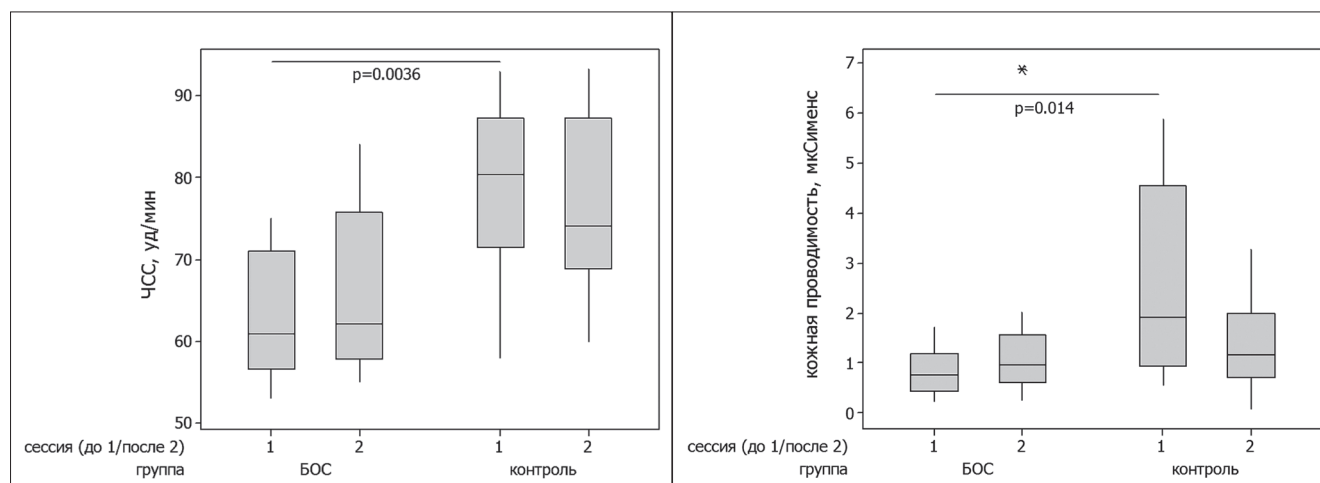 p=0.0036
90
80
70
60
50
ЧСС, уд/мин
сессия (до 1/после 2) 1 2 1 2
группа БОС контроль
7
6
5
4
3
2
1
0
*
p=0.014
кожная проводимость, мкСименс
сессия (до 1/после 2) 1 2 1 2
группа БОС контроль